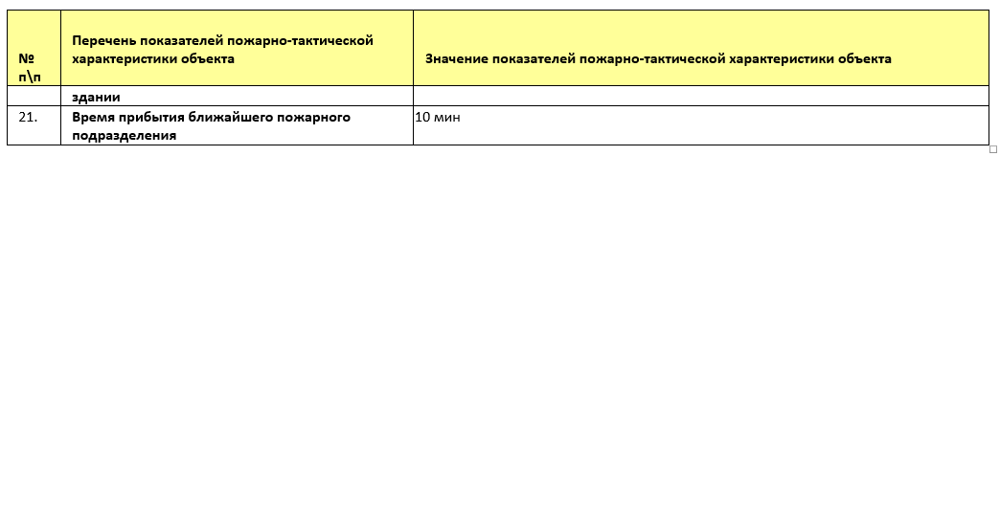 №
п\п
Перечень показателей пожарно-тактической
характеристики объекта
Значение показателей пожарно-тактической характеристики объекта
здании
21.
Время прибытия ближайшего пожарного
подразделения
10 мин